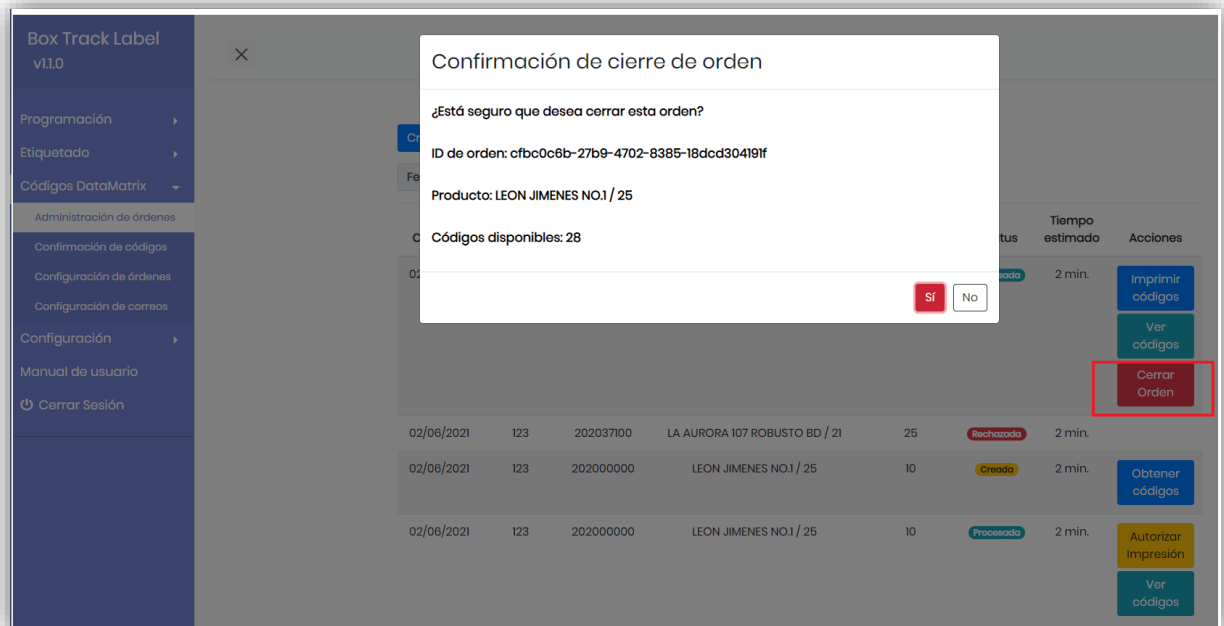 Box Track Label
v1.1.0
Programación
Etiquetado
Códigos DataMatrix
Administración de órdenes
Confirmación de códigos
Configuración de órdenes
Configuración de correos
Configuración
Manual de usuario
Cerrar Sesión
Confirmación de cierre de orden
¿Está seguro que desea cerrar esta orden?
ID de orden: cfbc0c6b-27b9-4702-8385-18dcd304191f
Producto: LEON JIMENES NO.1 / 25
Códigos disponibles: 28
Sí No
Tiempo estimado Acciones
2 min. Imprimir códigos
Ver códigos
Cerrar Orden
02/06/2021 123 202037100 LA AURORA 107 ROBUSTO BD / 21 25 Rechazada 2 min.
02/06/2021 123 202000000 LEON JIMENES NO.1 / 25 10 Creada 2 min. Obtener códigos
02/06/2021 123 202000000 LEON JIMENES NO.1 / 25 10 Procesada 2 min. Autorizar Impresión
Ver códigos